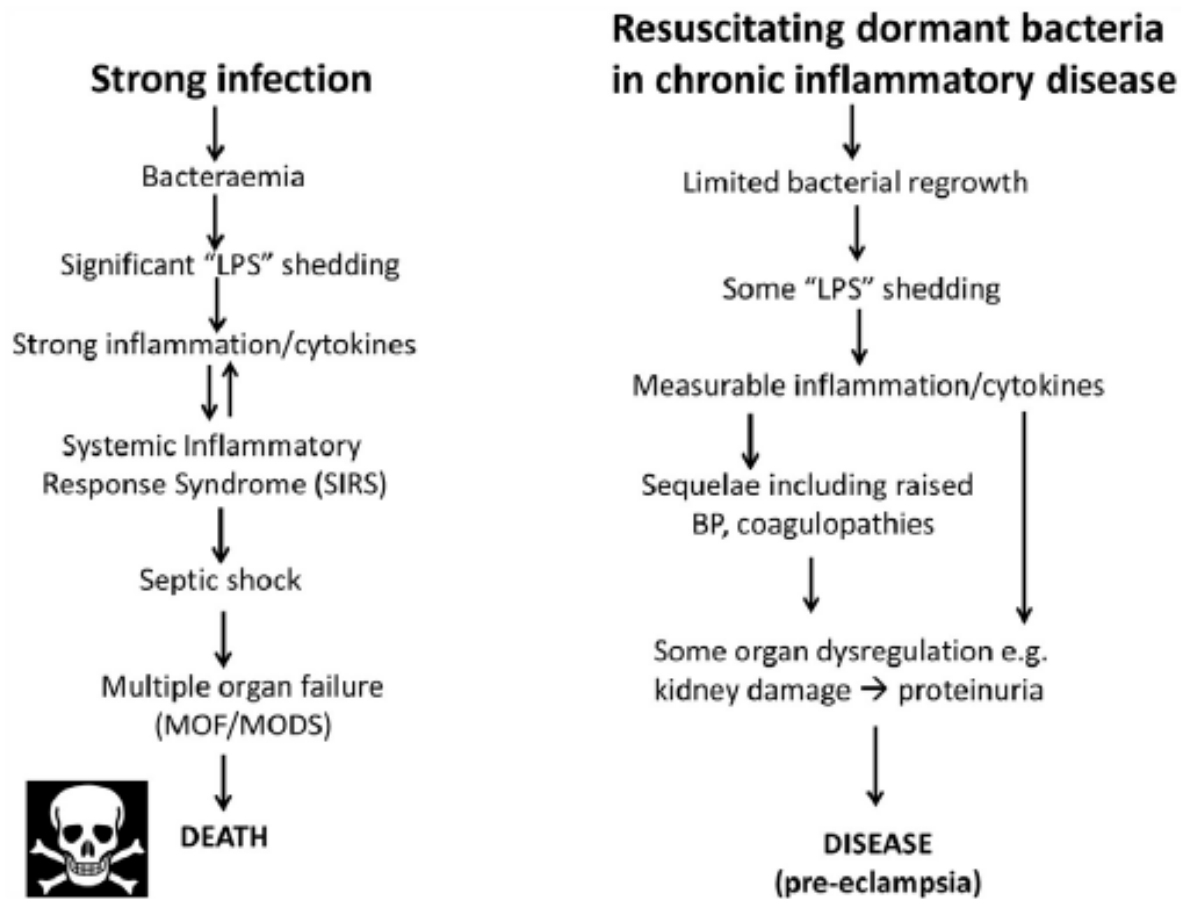 Strong infection
Bacteraemia
Significant “LPS” shedding
Strong inflammation/cytokines
Systemic Inflammatory
Response Syndrome (SIRS)
Septic shock
Multiple organ failure
(MOF/MODS)
DEATH
Resuscitating dormant bacteria
in chronic inflammatory disease
Limited bacterial regrowth
Some “LPS” shedding
Measurable inflammation/cytokines
Sequelae including raised
BP, coagulopathies
Some organ dysregulation e.g.
kidney damage → proteinuria
DISEASE
(pre-eclampsia)